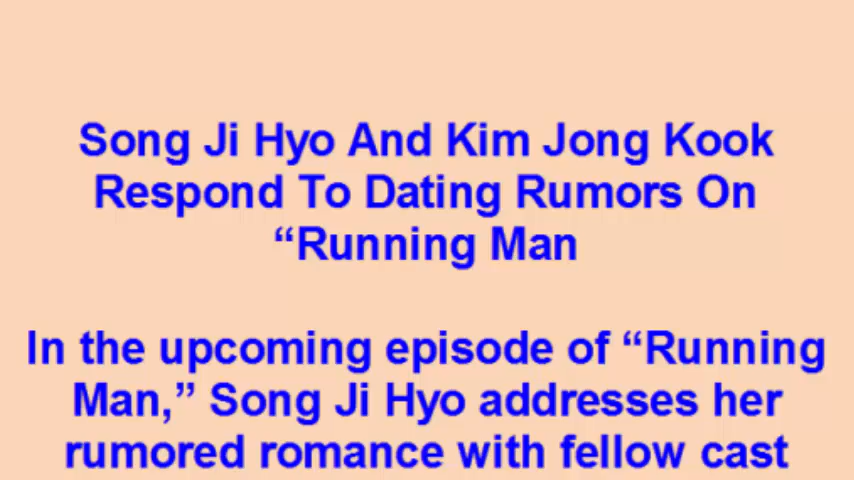 Song Ji Hyo And Kim Jong Kook
Respond To Dating Rumors On
“Running Man
In the upcoming episode of “Running
Man,” Song Ji Hyo addresses her
rumored romance with fellow cast